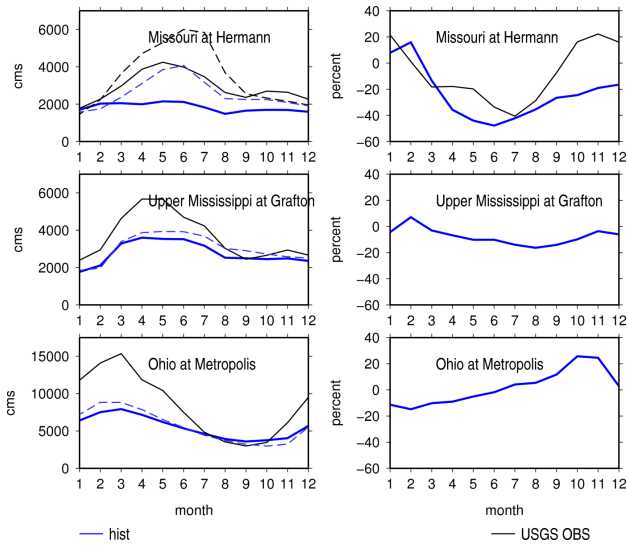 6000
4000
2000
0
cms
Missouri at Hermann
1 2 3 4 5 6 7 8 9 10 11 12
40
20
0
−20
−40
−60
percent
Missouri at Hermann
1 2 3 4 5 6 7 8 9 10 11 12
6000
4000
2000
0
cms
Upper Mississippi at Grafton
1 2 3 4 5 6 7 8 9 10 11 12
40
20
0
−20
−40
−60
percent
Upper Mississippi at Grafton
1 2 3 4 5 6 7 8 9 10 11 12
15000
10000
5000
0
cms
Ohio at Metropolis
1 2 3 4 5 6 7 8 9 10 11 12
month
40
20
0
−20
−40
−60
percent
Ohio at Metropolis
1 2 3 4 5 6 7 8 9 10 11 12
month
hist
USGS OBS